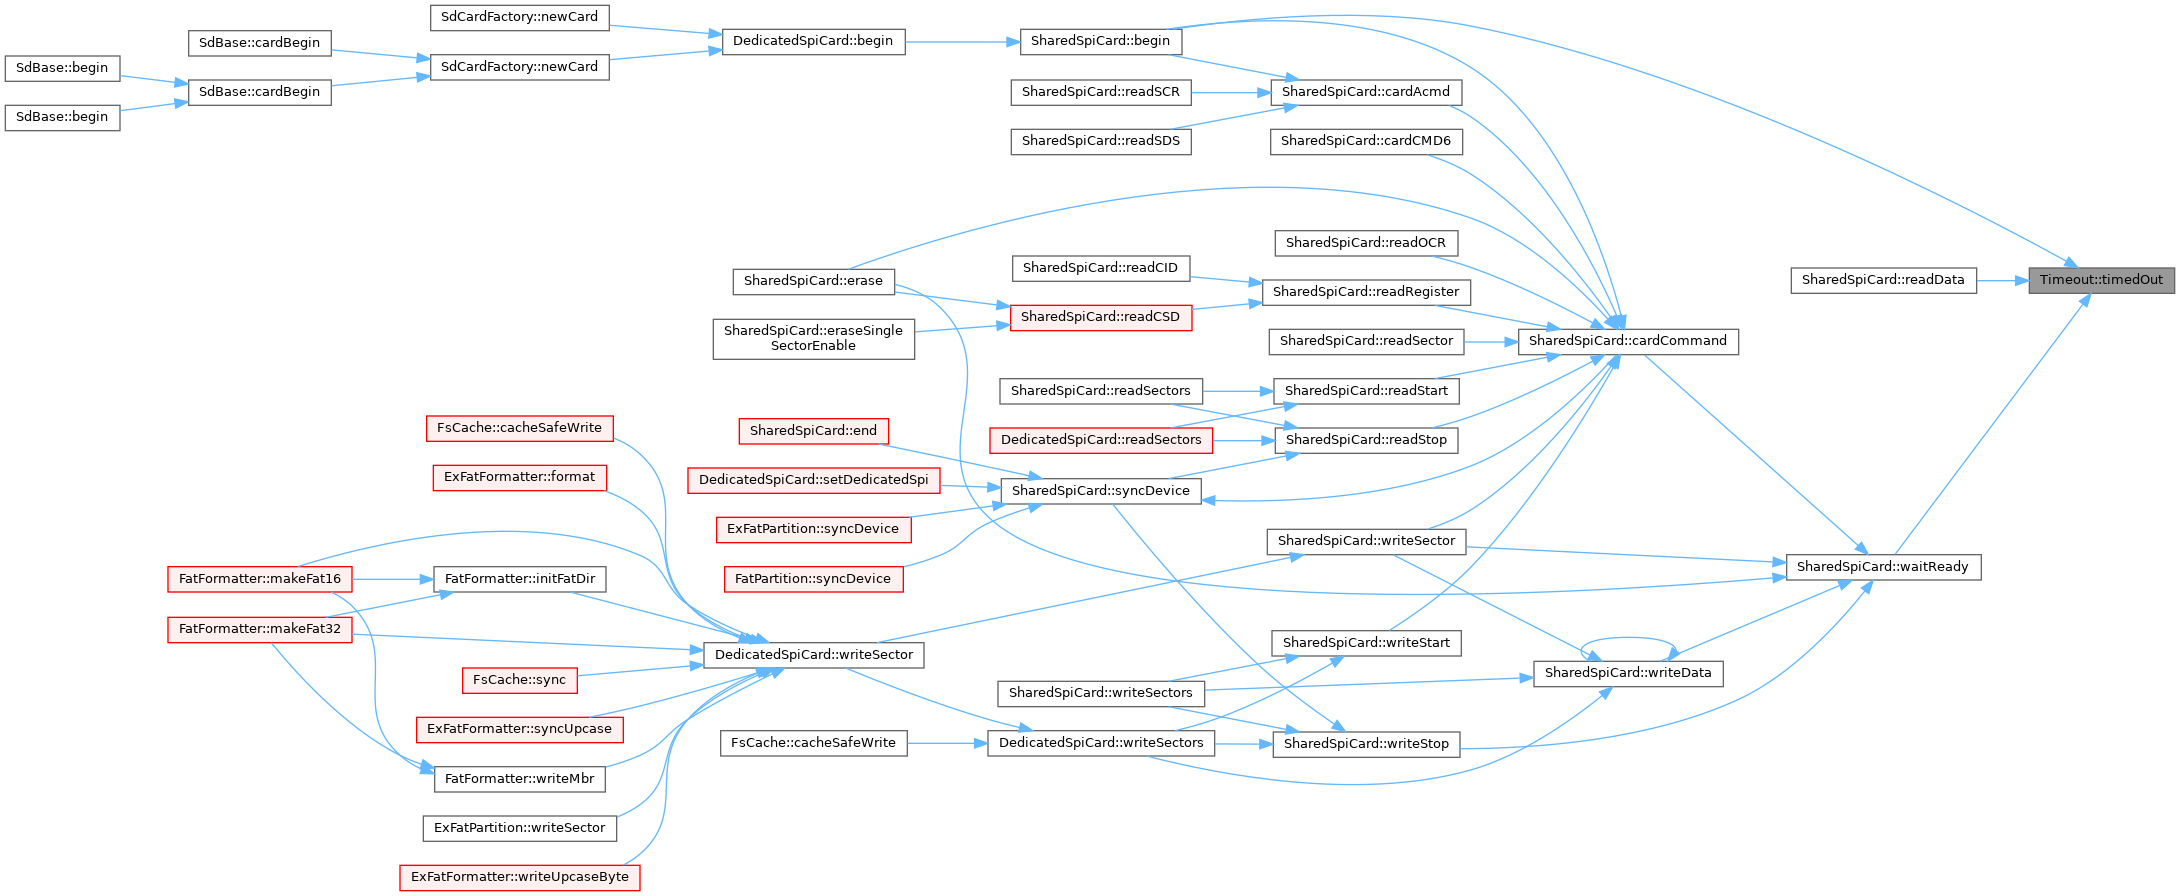 SdCardFactory::newCard
SdBase::cardBegin
DedicatedSpiCard::begin
SharedSpiCard::begin
SdBase::begin
SdCardFactory::newCard
SdBase::cardBegin
SharedSpiCard::readSCR
SharedSpiCard::cardAcmd
SdBase::begin
SharedSpiCard::readSDS
SharedSpiCard::cardCMD6
SharedSpiCard::readOCR
SharedSpiCard::erase
SharedSpiCard::readCID
SharedSpiCard::readData
Timeout::timedOut
SharedSpiCard::readRegister
SharedSpiCard::readCSD
SharedSpiCard::eraseSingle
SectorEnable
SharedSpiCard::readSector
SharedSpiCard::cardCommand
SharedSpiCard::readSectors
SharedSpiCard::readStart
FsCache::cacheSafeWrite
SharedSpiCard::end
DedicatedSpiCard::readSectors
SharedSpiCard::readStop
ExFatFormatter::format
DedicatedSpiCard::setDedicatedSpi
SharedSpiCard::syncDevice
ExFatPartition::syncDevice
SharedSpiCard::writeSector
FatFormatter::makeFat16
FatFormatter::initFatDir
FatPartition::syncDevice
SharedSpiCard::waitReady
FatFormatter::makeFat32
SharedSpiCard::writeStart
DedicatedSpiCard::writeSector
FsCache::sync
SharedSpiCard::writeData
SharedSpiCard::writeSectors
ExFatFormatter::syncUpcase
FsCache::cacheSafeWrite
DedicatedSpiCard::writeSectors
SharedSpiCard::writeStop
FatFormatter::writeMbr
ExFatPartition::writeSector
ExFatFormatter::writeUpcaseByte